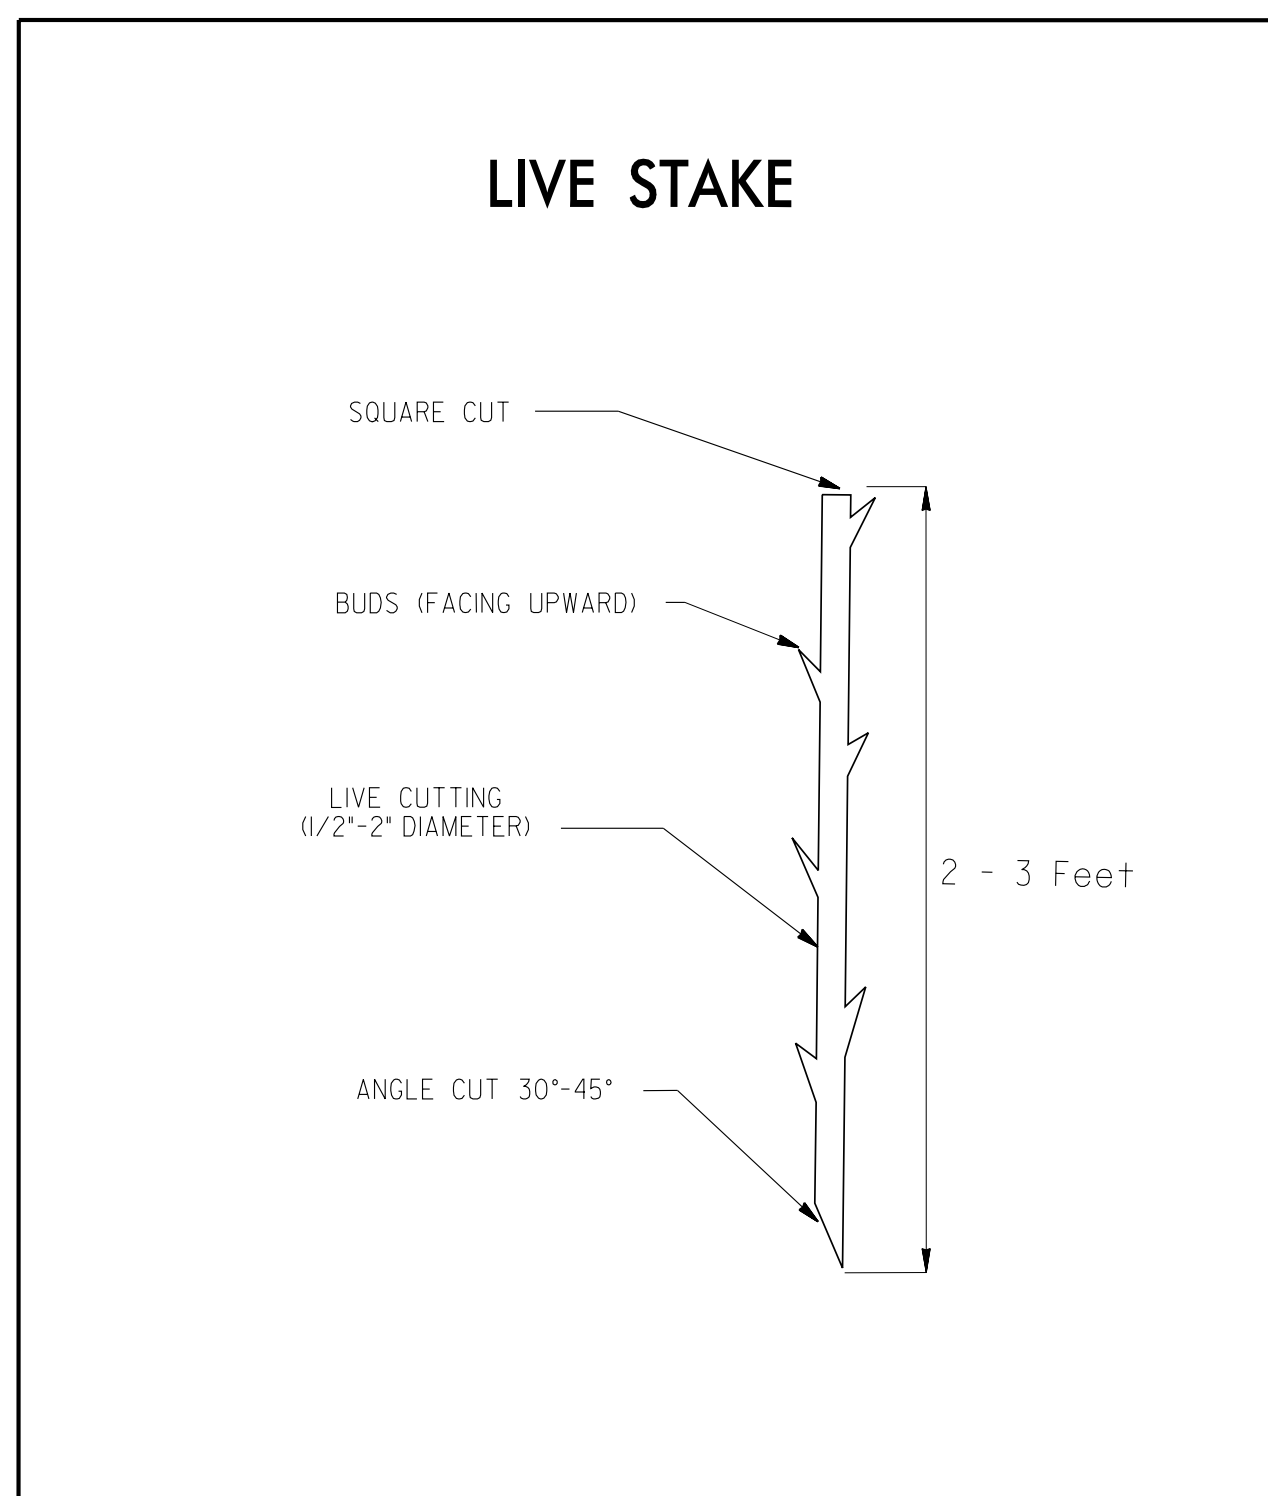 LIVE STAKE
SQUARE CUT
BUDS (FACING UPWARD)
LIVE CUTTING
(1/2"-2" DIAMETER)
2 - 3 Feet
ANGLE CUT 30°-45°